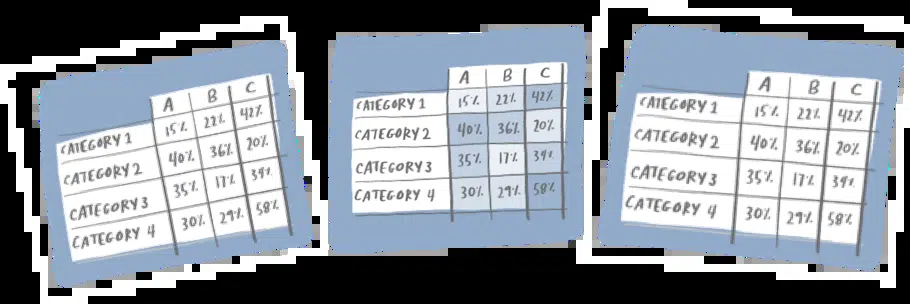 A B C
CATEGORY 1 15% 22% 42%
CATEGORY 2 40% 36% 20%
CATEGORY 3 35% 17% 39%
CATEGORY 4 30% 29% 58%
A B C
CATEGORY 1 15% 22% 42%
CATEGORY 2 40% 36% 20%
CATEGORY 3 35% 17% 39%
CATEGORY 4 30% 29% 58%
A B C
CATEGORY 1 15% 22% 42%
CATEGORY 2 40% 36% 20%
CATEGORY 3 35% 17% 39%
CATEGORY 4 30% 29% 58%